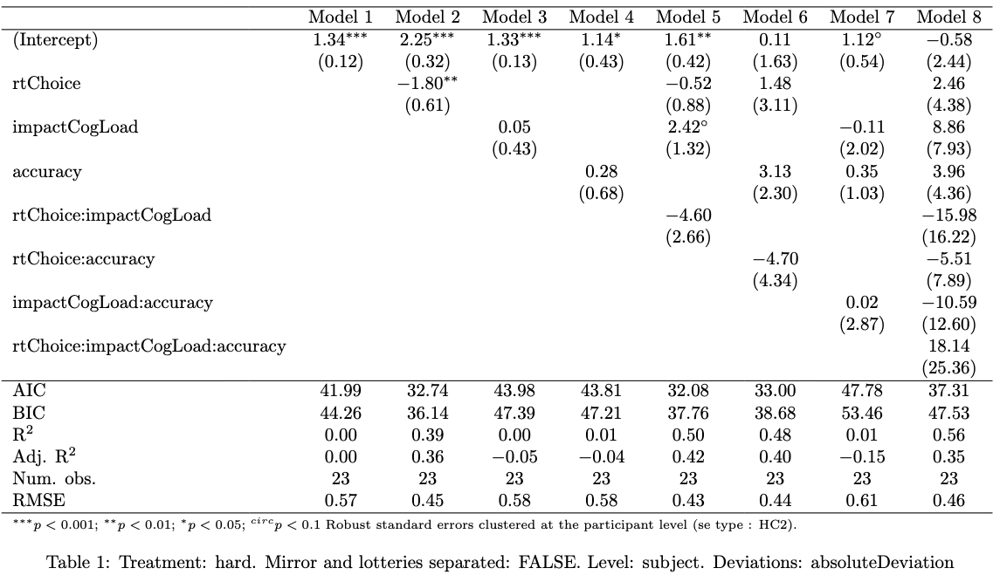 Model 1 Model 2 Model 3 Model 4 Model 5 Model 6 Model 7 Model 8
(Intercept) 1.34*** 2.25*** 1.33*** 1.14* 1.61** 0.11 1.12° −0.58
(0.12) (0.32) (0.13) (0.43) (0.42) (1.63) (0.54) (2.44)
rtChoice −1.80** −0.52 1.48 2.46
(0.61) (0.88) (3.11) (4.38)
impactCogLoad 0.05 2.42° −0.11 8.86
(0.43) (1.32) (2.02) (7.93)
accuracy 0.28 3.13 0.35 3.96
(0.68) (2.30) (1.03) (4.36)
rtChoice:impactCogLoad −4.60 −15.98
(2.66) (16.22)
rtChoice:accuracy −4.70 −5.51
(4.34) (7.89)
impactCogLoad:accuracy 0.02 −10.59
(2.87) (12.60)
rtChoice:impactCogLoad:accuracy 18.14
(25.36)
AIC 41.99 32.74 43.98 43.81 32.08 33.00 47.78 37.31
BIC 44.26 36.14 47.39 47.21 37.76 38.68 53.46 47.53
R² 0.00 0.39 0.00 0.01 0.50 0.48 0.01 0.56
Adj. R² 0.00 0.36 −0.05 −0.04 0.42 0.40 −0.15 0.35
Num. obs. 23 23 23 23 23 23 23 23
RMSE 0.57 0.45 0.58 0.58 0.43 0.44 0.61 0.46
***p < 0.001; **p < 0.01; *p < 0.05; circp < 0.1 Robust standard errors clustered at the participant level (se type : HC2).
Table 1: Treatment: hard. Mirror and lotteries separated: FALSE. Level: subject. Deviations: absoluteDeviation